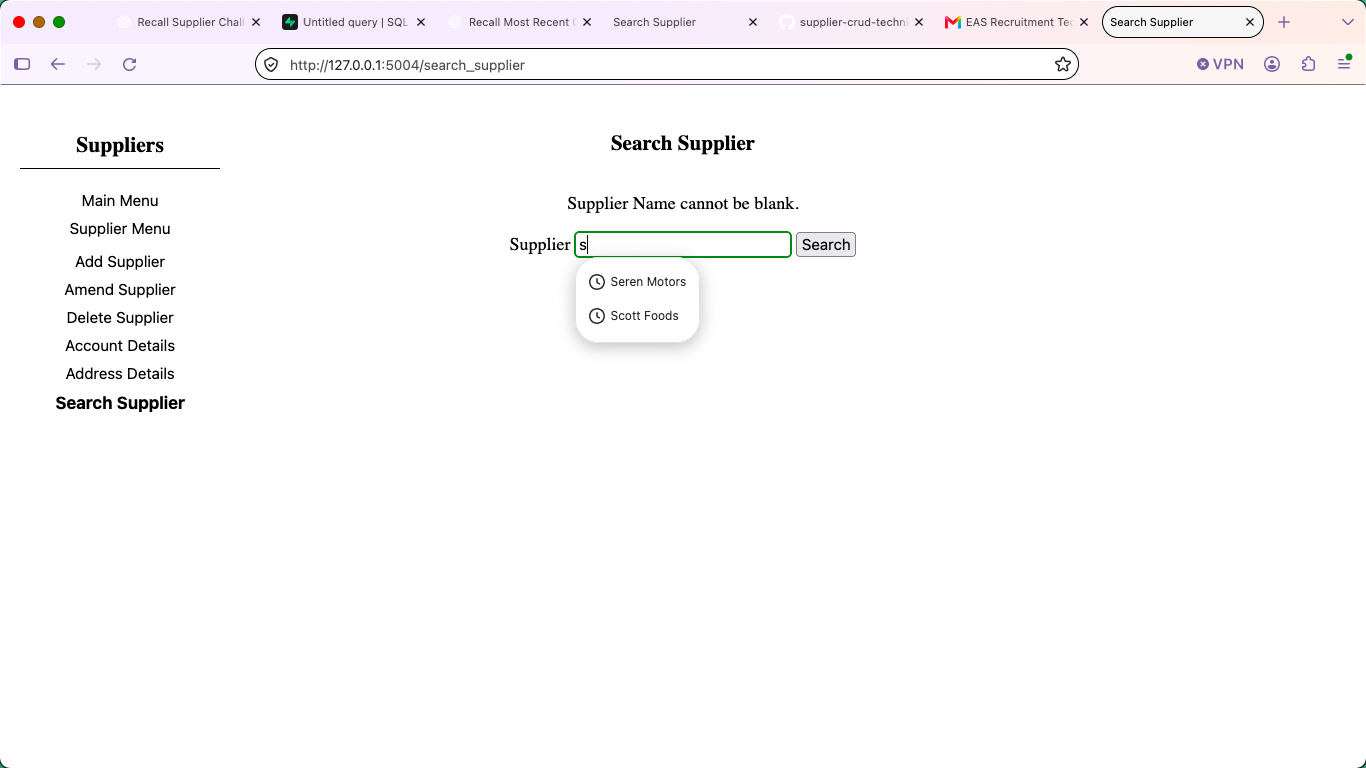 Recall Supplier Chall
Untitled query | SQL
Recall Most Recent
Search Supplier
supplier-crud-techni
EAS Recruitment Tec
Search Supplier
http://127.0.0.1:5004/search_supplier
VPN
Suppliers
Main Menu
Supplier Menu
Add Supplier
Amend Supplier
Delete Supplier
Account Details
Address Details
Search Supplier
Search Supplier
Supplier Name cannot be blank.
Supplier s Search
Seren Motors
Scott Foods